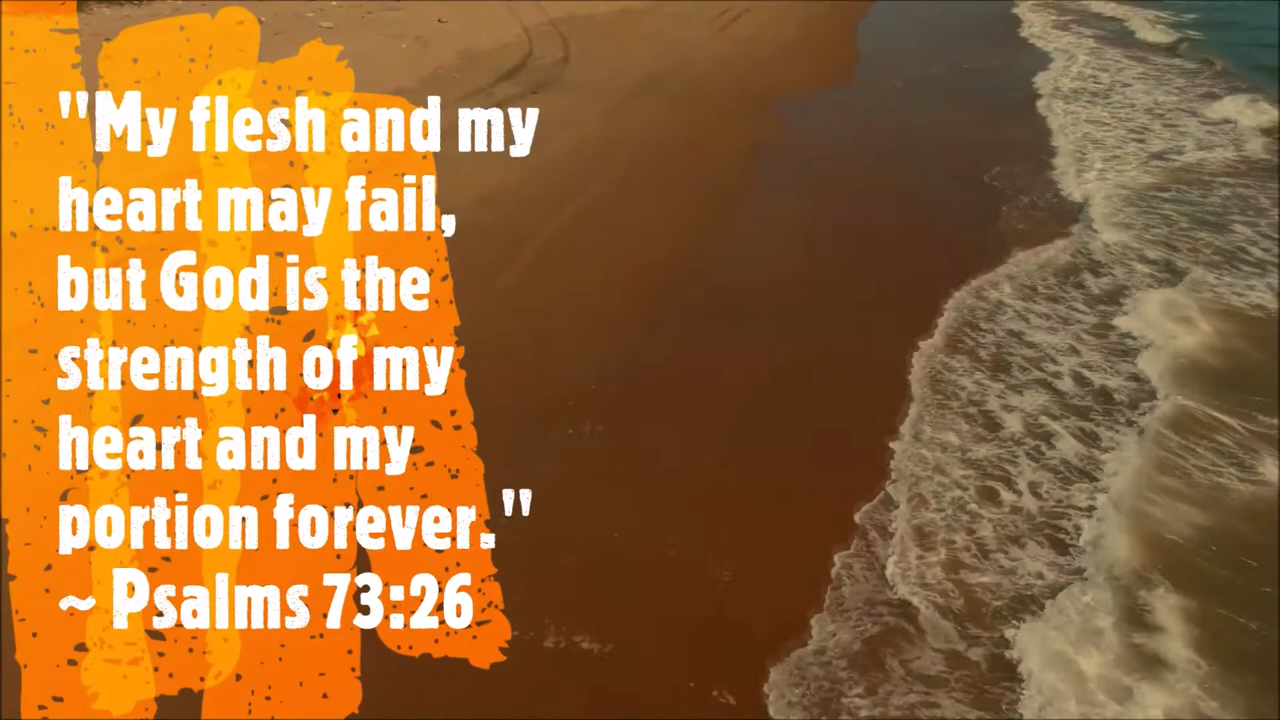 "My flesh and my
heart may fail,
but God is the
strength of my
heart and my
portion forever."
~ Psalms 73:26